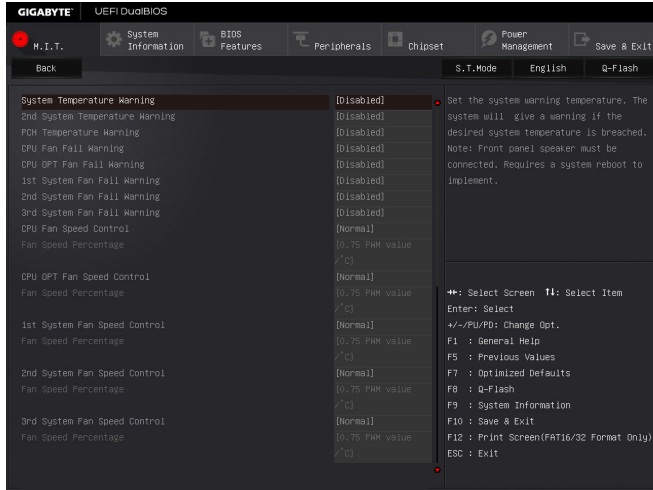 GIGABYTE™ UEFI DualBIOS
M.I.T.
System Information
BIOS Features
Peripherals
Chipset
Power Management
Save & Exit
Back
S.T.Mode
English
Q-Flash
System Temperature Warning [Disabled]
2nd System Temperature Warning [Disabled]
PCH Temperature Warning [Disabled]
CPU Fan Fail Warning [Disabled]
CPU OPT Fan Fail Warning [Disabled]
1st System Fan Fail Warning [Disabled]
2nd System Fan Fail Warning [Disabled]
3rd System Fan Fail Warning [Disabled]
CPU Fan Speed Control [Normal]
Fan Speed Percentage [0.75 PWM value
/°C]
CPU OPT Fan Speed Control [Normal]
Fan Speed Percentage [0.75 PWM value
/°C]
1st System Fan Speed Control [Normal]
Fan Speed Percentage [0.75 PWM value
/°C]
2nd System Fan Speed Control [Normal]
Fan Speed Percentage [0.75 PWM value
/°C]
3rd System Fan Speed Control [Normal]
Fan Speed Percentage [0.75 PWM value
/°C]
Set the system warning temperature. The
system will give a warning if the
desired system temperature is breached.
Note: Front panel speaker must be
connected. Requires a system reboot to
implement.
→←: Select Screen ↑↓: Select Item
Enter: Select
+/-/PU/PD: Change Opt.
F1 : General Help
F5 : Previous Values
F7 : Optimized Defaults
F8 : Q-Flash
F9 : System Information
F10 : Save & Exit
F12 : Print Screen(FAT16/32 Format Only)
ESC : Exit